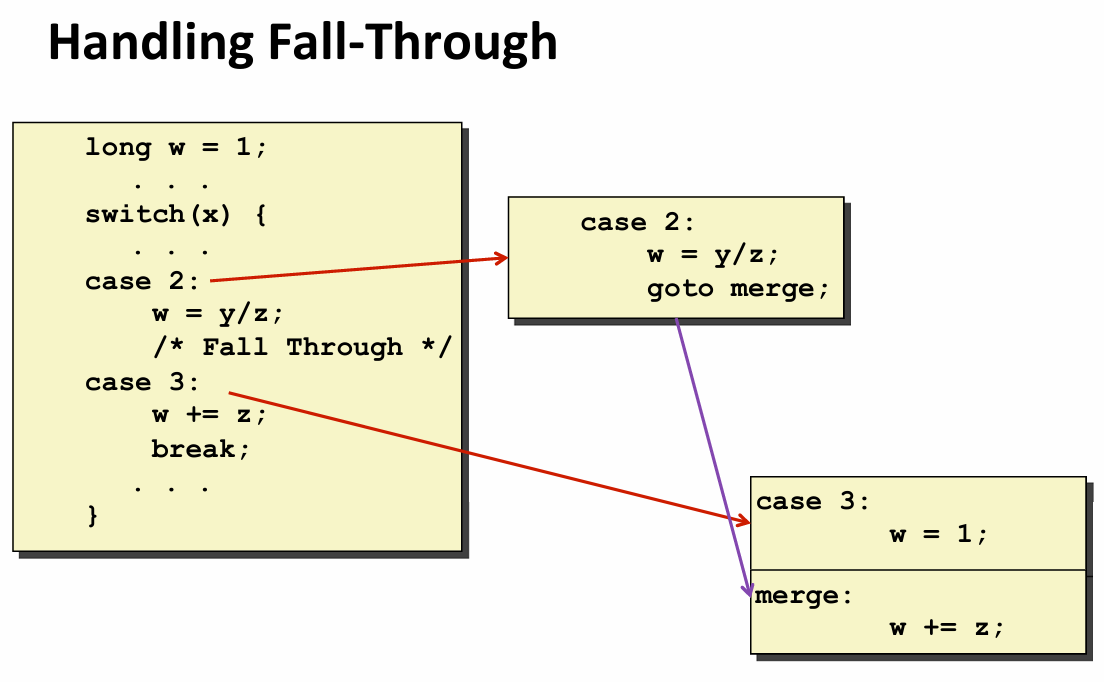 Handling Fall-Through
long w = 1;
. . .
switch(x) {
. . .
case 2:
w = y/z;
/* Fall Through */
case 3:
w += z;
break;
. . .
}
case 2:
w = y/z;
goto merge;
case 3:
w = 1;
merge:
w += z;